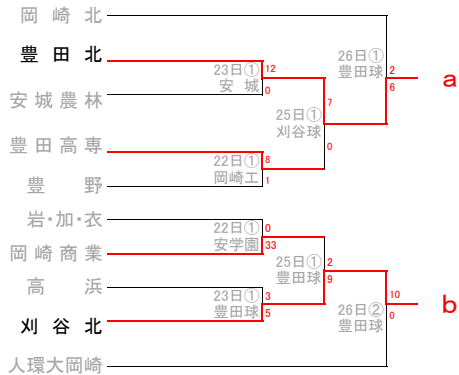 岡崎北
豊田北
安城農林
豊田高専
豊野
岩・加・衣
岡崎商業
高浜
刈谷北
人環大岡崎
23日①
安城
12
0
22日①
岡崎工
8
1
22日①
安学園
0
33
23日①
豊田球
3
5
25日①
刈谷球
7
0
25日①
豊田球
2
9
26日①
豊田球
2
6
26日②
豊田球
10
0
a
b